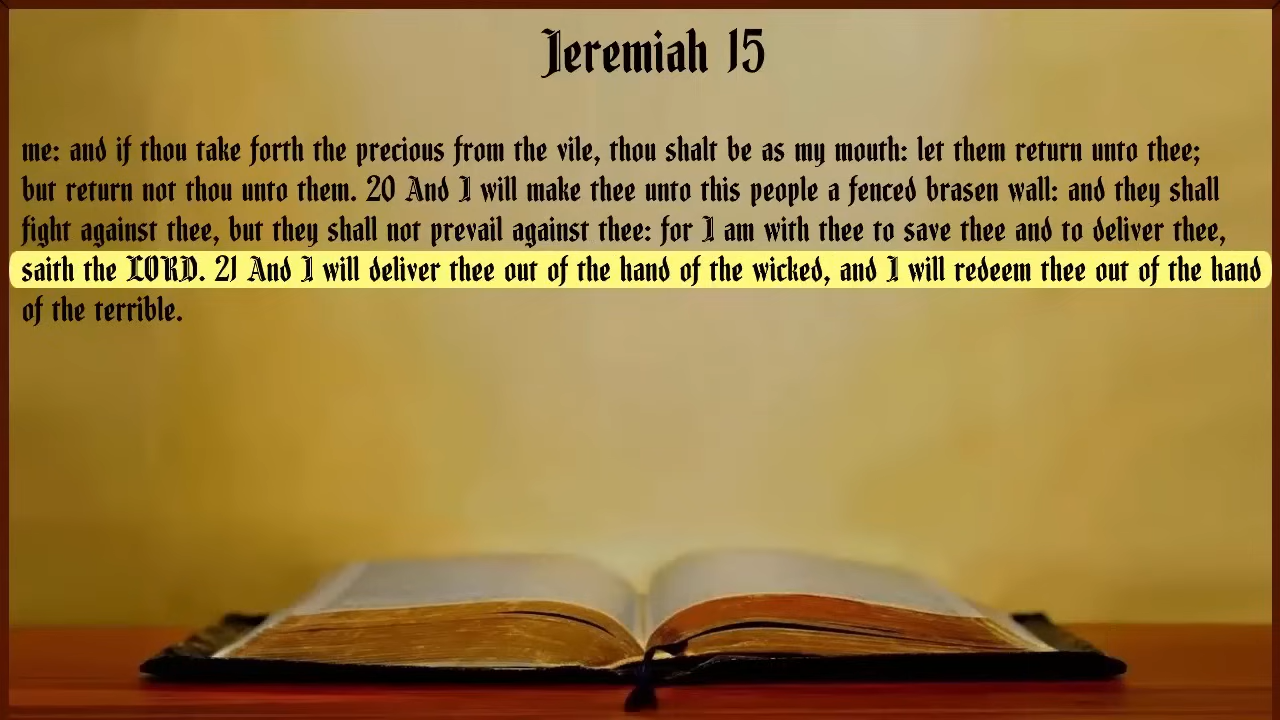 Jeremiah 15
me: and if thou take forth the precious from the vile, thou shalt be as my mouth: let them return unto thee;
but return not thou unto them. 20 And I will make thee unto this people a fenced brasen wall: and they shall
fight against thee, but they shall not prevail against thee: for I am with thee to save thee and to deliver thee,
saith the LORD. 21 And I will deliver thee out of the hand of the wicked, and I will redeem thee out of the hand
of the terrible.